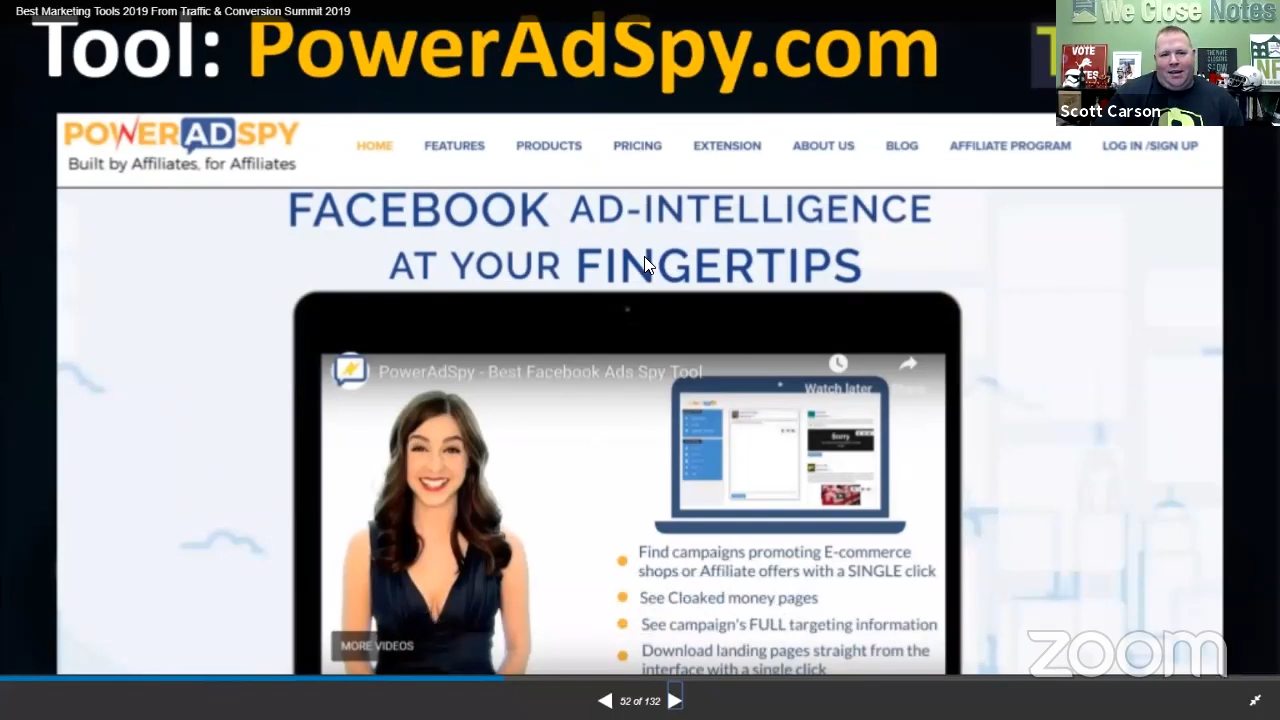 Best Marketing Tools 2019 From Traffic & Conversion Summit 2019
Tool: PowerAdSpy.com
We Close Notes
VOTE
Scott Carson
POWERADSPY
Built by Affiliates, for Affiliates
HOME FEATURES PRODUCTS PRICING EXTENSION ABOUT US BLOG AFFILIATE PROGRAM LOG IN /SIGN UP
FACEBOOK AD-INTELLIGENCE
AT YOUR FINGERTIPS
PowerAdSpy - Best Facebook Ads Spy Tool
Watch later
Find campaigns promoting E-commerce
shops or Affiliate offers with a SINGLE click
See Cloaked money pages
See campaign's FULL targeting information
Download landing pages straight from the
interface with a single click
MORE VIDEOS
zoom
52 of 132